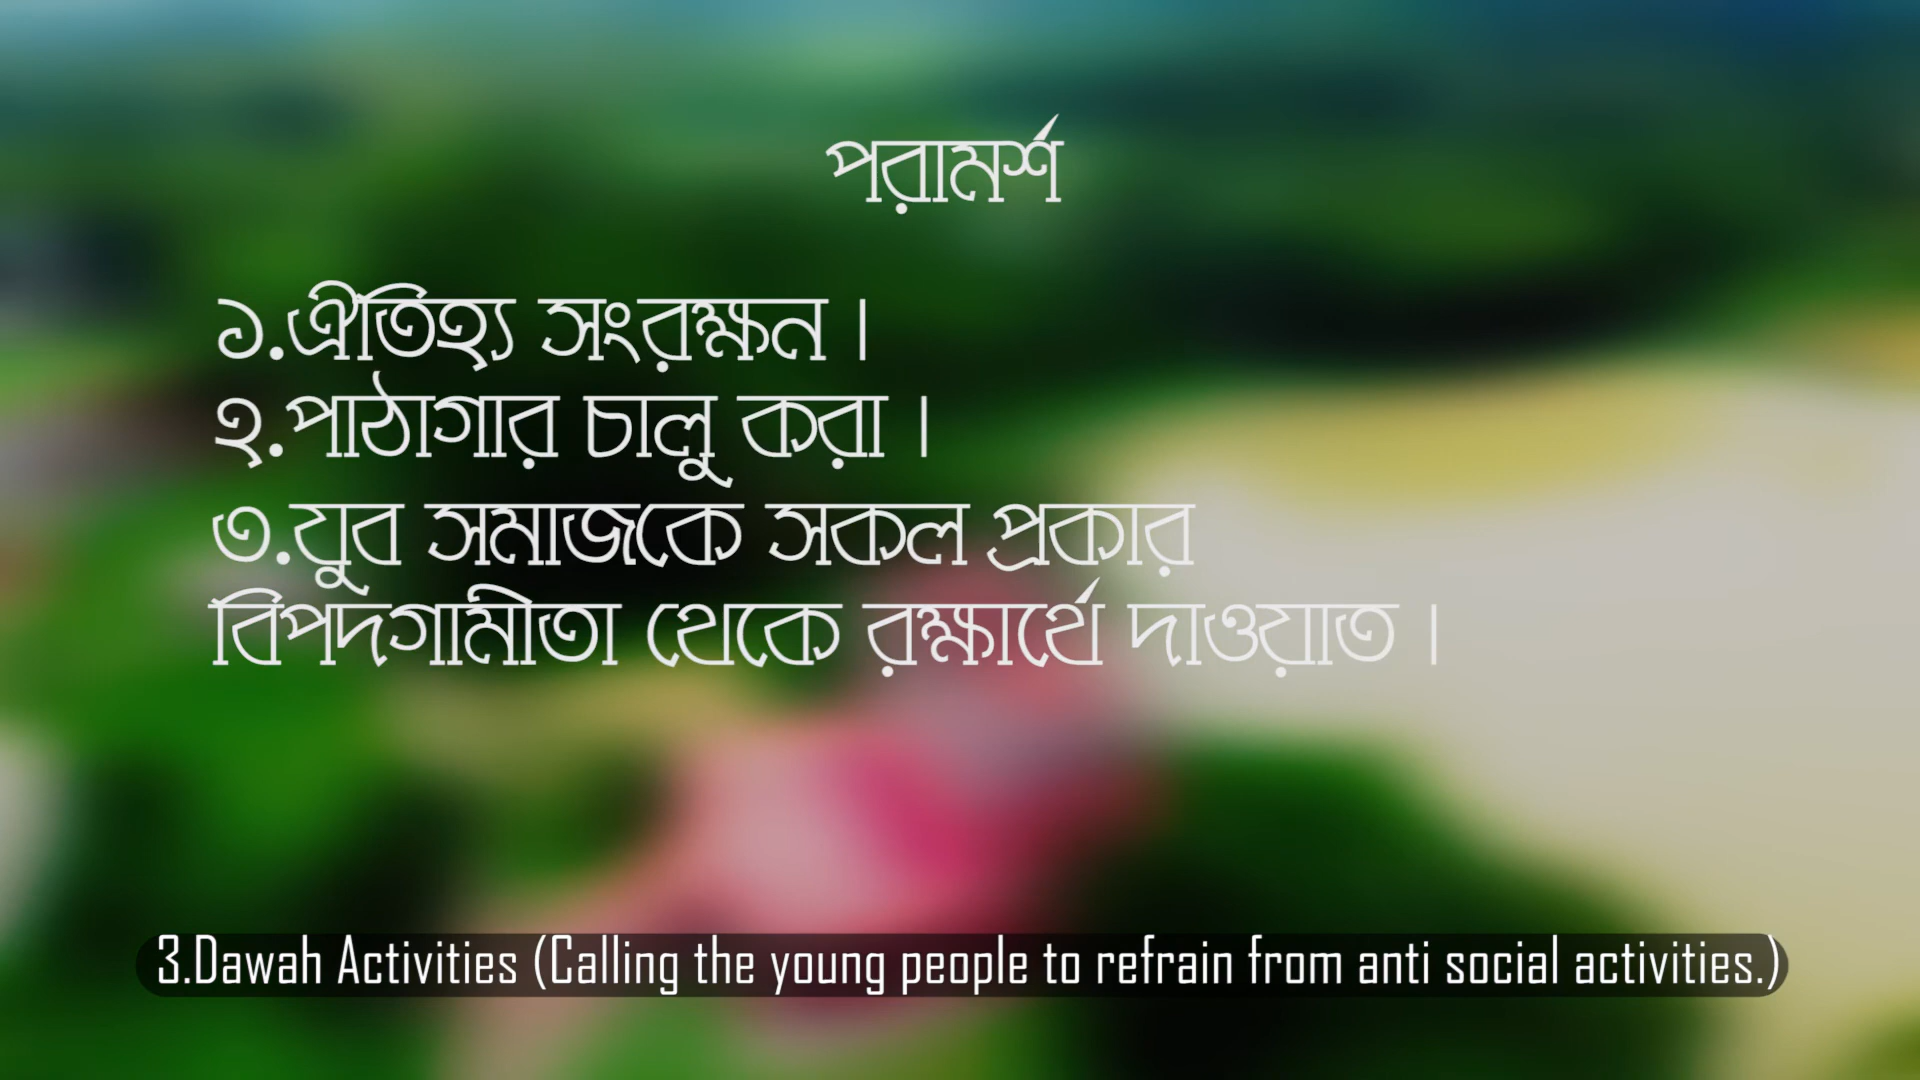 পরামর্শ
১.ঐতিহ্য সংরক্ষন।
২.পাঠাগার চালু করা।
৩.যুব সমাজকে সকল প্রকার
বিপদগামীতা থেকে রক্ষার্থে দাওয়াত।
3.Dawah Activities (Calling the young people to refrain from anti social activities.)